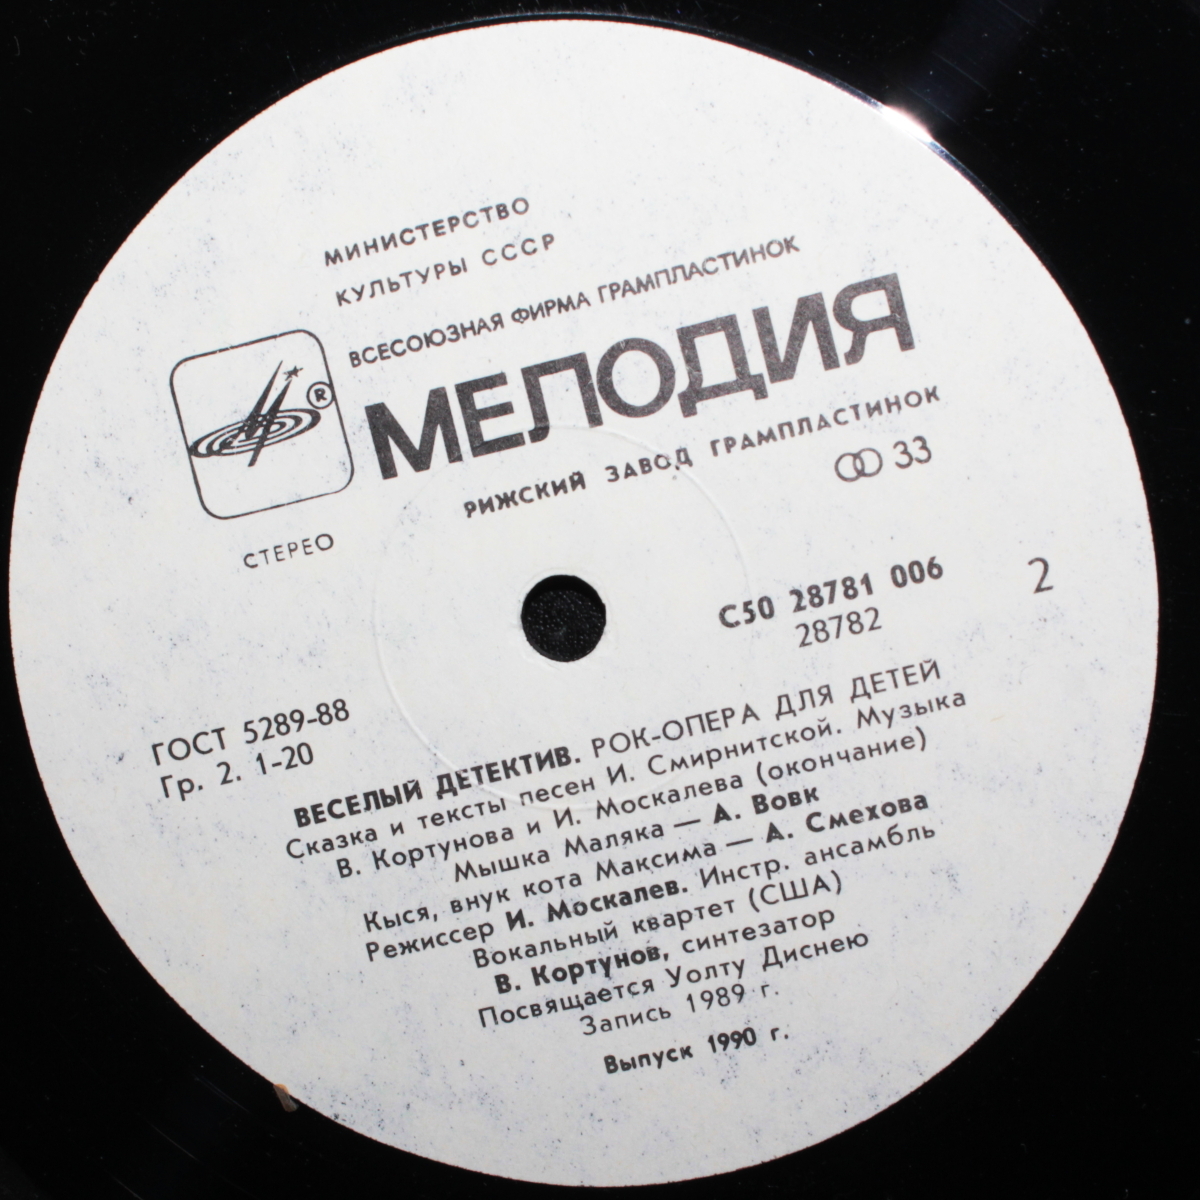 МИНИСТЕРСТВО
КУЛЬТУРЫ СССР
ВСЕСОЮЗНАЯ ФИРМА ГРАМПЛАСТИНОК
МЕЛОДИЯ
®
РИЖСКИЙ ЗАВОД ГРАМПЛАСТИНОК
33
СТЕРЕО
С50 28781 006
28782
2
ГОСТ 5289-88
Гр. 2. 1-20
ВЕСЕЛЫЙ ДЕТЕКТИВ. РОК-ОПЕРА ДЛЯ ДЕТЕЙ
Сказка и тексты песен И. Смирнитской. Музыка
В. Кортунова и И. Москалева (окончание)
Мышка Маляка — А. Вовк
Кыся, внук кота Максима — А. Смехова
Режиссер И. Москалев. Инстр. ансамбль
Вокальный квартет (США)
В. Кортунов, синтезатор
Посвящается Уолту Диснею
Запись 1989 г.
Выпуск 1990 г.